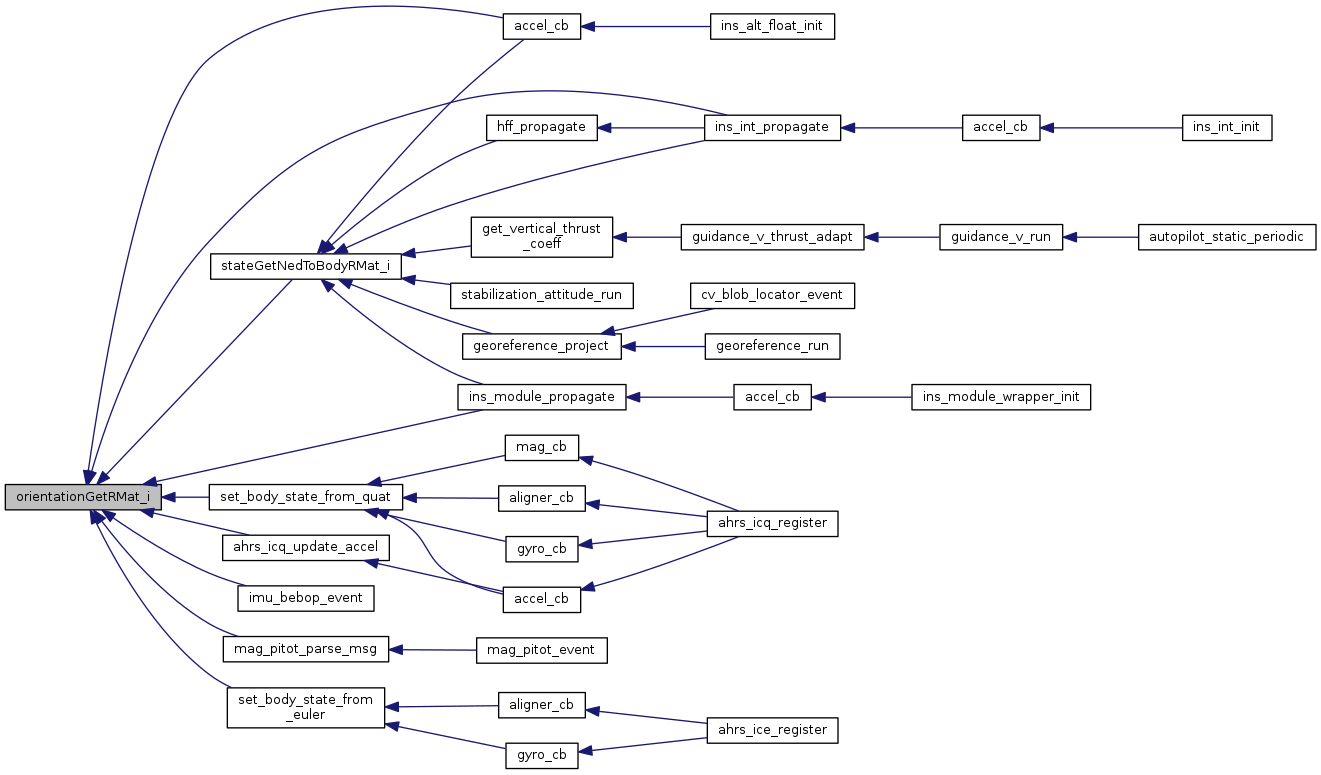 accel_cb
ins_alt_float_init
hff_propagate
ins_int_propagate
accel_cb
ins_int_init
get_vertical_thrust
_coeff
guidance_v_thrust_adapt
guidance_v_run
autopilot_static_periodic
stateGetNedToBodyRMat_i
stabilization_attitude_run
cv_blob_locator_event
georeference_project
georeference_run
ins_module_propagate
accel_cb
ins_module_wrapper_init
mag_cb
orientationGetRMat_i
set_body_state_from_quat
aligner_cb
ahrs_icq_register
ahrs_icq_update_accel
gyro_cb
imu_bebop_event
accel_cb
mag_pitot_parse_msg
mag_pitot_event
set_body_state_from
_euler
aligner_cb
ahrs_ice_register
gyro_cb